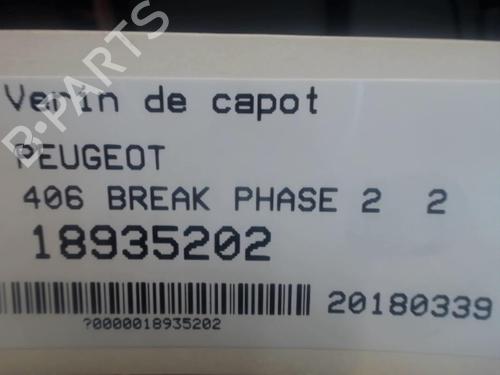 Verin de capot
PEUGEOT
406 BREAK PHASE 2 2
18935202
20180339
?0000018935202
B-PARTS